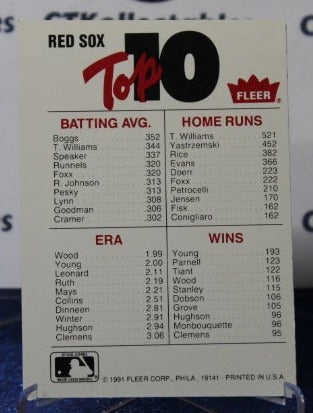 RED SOX
Top 10
FLEER®
BATTING AVG.
Boggs .352
T. Williams .344
Speaker .337
Runnels .320
Foxx .320
R. Johnson .313
Pesky .313
Lynn .308
Goodman .306
Cramer .302
HOME RUNS
T. Williams 521
Yastrzemski 452
Rice 382
Evans 366
Doerr 223
Foxx 222
Petrocelli 210
Jensen 170
Fisk 162
Conigliaro 162
ERA
Wood 1.99
Young 2.00
Leonard 2.11
Ruth 2.19
Mays 2.21
Collins 2.51
Dinneen 2.81
Winter 2.91
Hughson 2.94
Clemens 3.06
WINS
Young 193
Parnell 123
Tiant 122
Wood 116
Stanley 115
Dobson 106
Grove 105
Hughson 96
Monbouquette 96
Clemens 95
© 1991 FLEER CORP., PHILA. 19141 - PRINTED IN U.S.A.